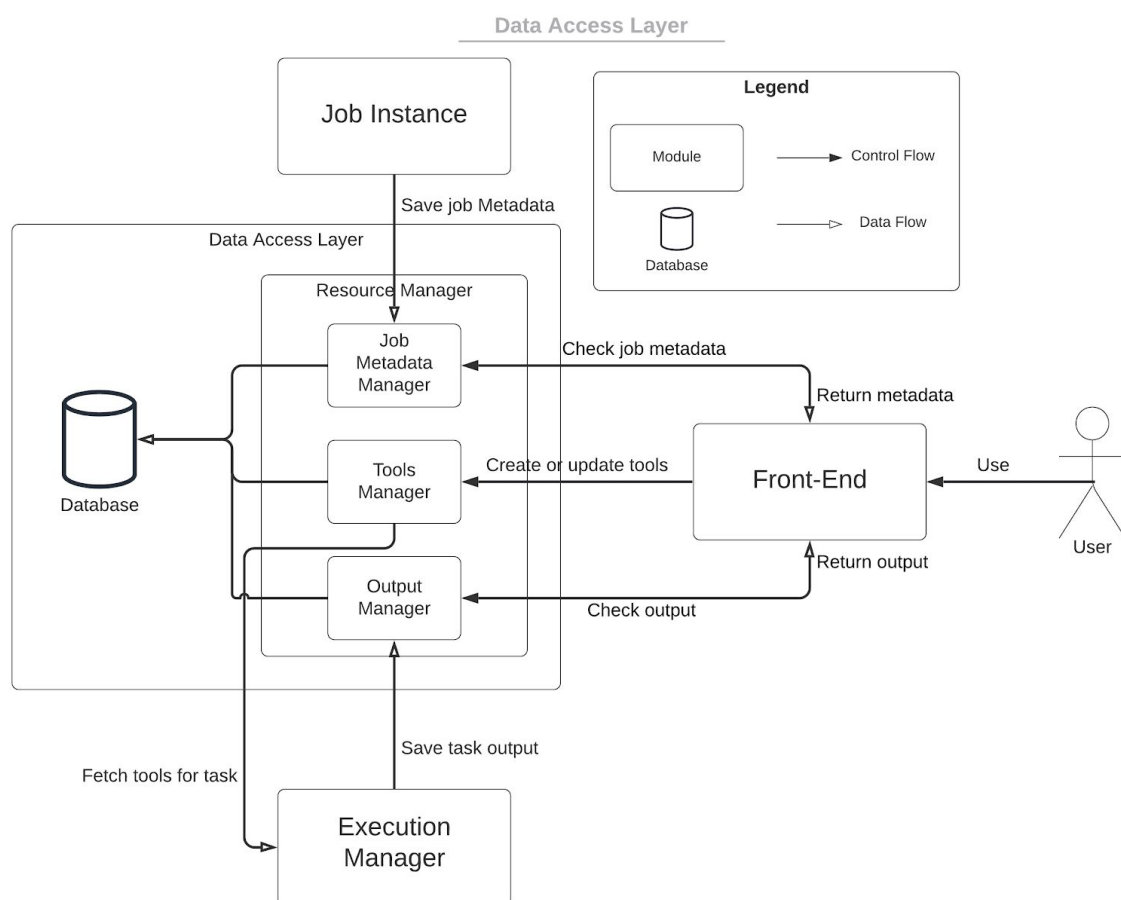 Data Access Layer
Job Instance
Legend
Module
Control Flow
Data Flow
Database
Save job Metadata
Data Access Layer
Resource Manager
Job
Metadata
Manager
Check job metadata
Return metadata
Database
Tools
Manager
Create or update tools
Front-End
Use
User
Output
Manager
Return output
Check output
Save task output
Fetch tools for task
Execution
Manager